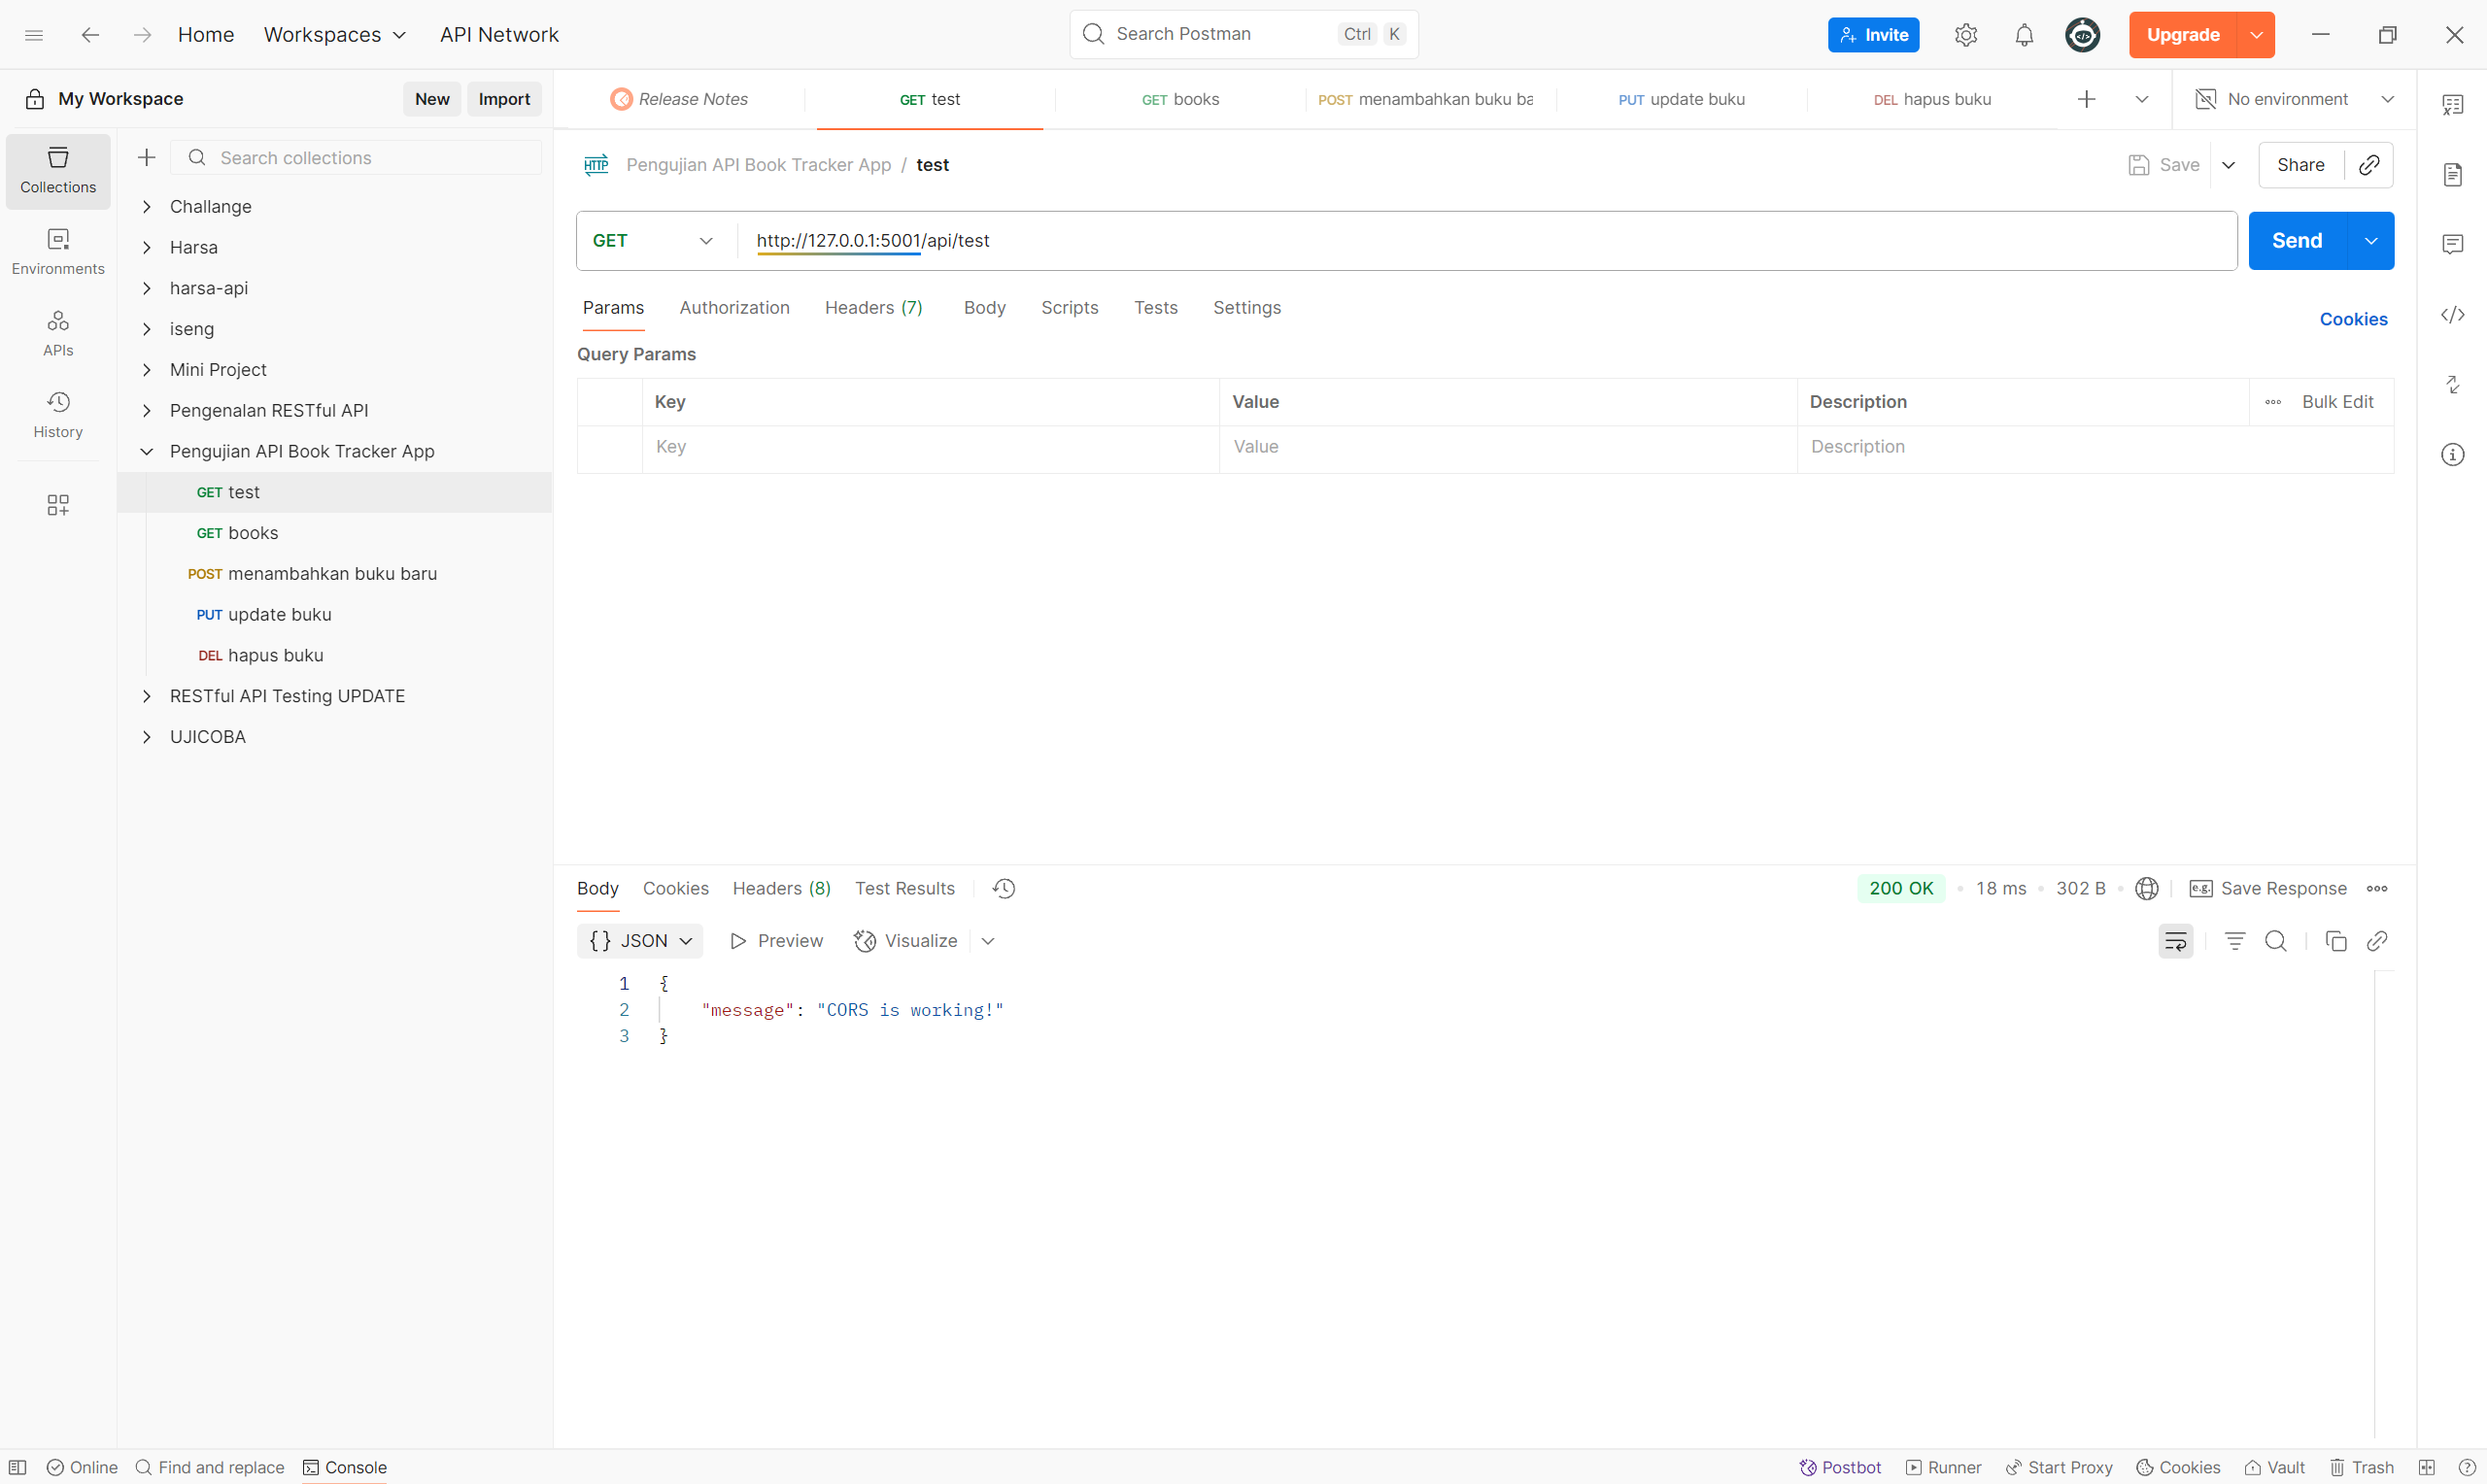 Home Workspaces API Network Search Postman Ctrl K Invite Upgrade
My Workspace New Import
Release Notes GET test GET books POST menambahkan buku ba PUT update buku DEL hapus buku No environment
Collections
Environments
APIs
History
Search collections
Challange
Harsa
harsa-api
iseng
Mini Project
Pengenalan RESTful API
Pengujian API Book Tracker App
GET test
GET books
POST menambahkan buku baru
PUT update buku
DEL hapus buku
RESTful API Testing UPDATE
UJICOBA
HTTP Pengujian API Book Tracker App / test Save Share
GET http://127.0.0.1:5001/api/test Send
Params Authorization Headers (7) Body Scripts Tests Settings Cookies
Query Params
Key Value Description Bulk Edit
Key Value Description
Body Cookies Headers (8) Test Results 200 OK 18 ms 302 B e.g. Save Response
{} JSON Preview Visualize
1 {
2 "message": "CORS is working!"
3 }
Online Find and replace Console Postbot Runner Start Proxy Cookies Vault Trash